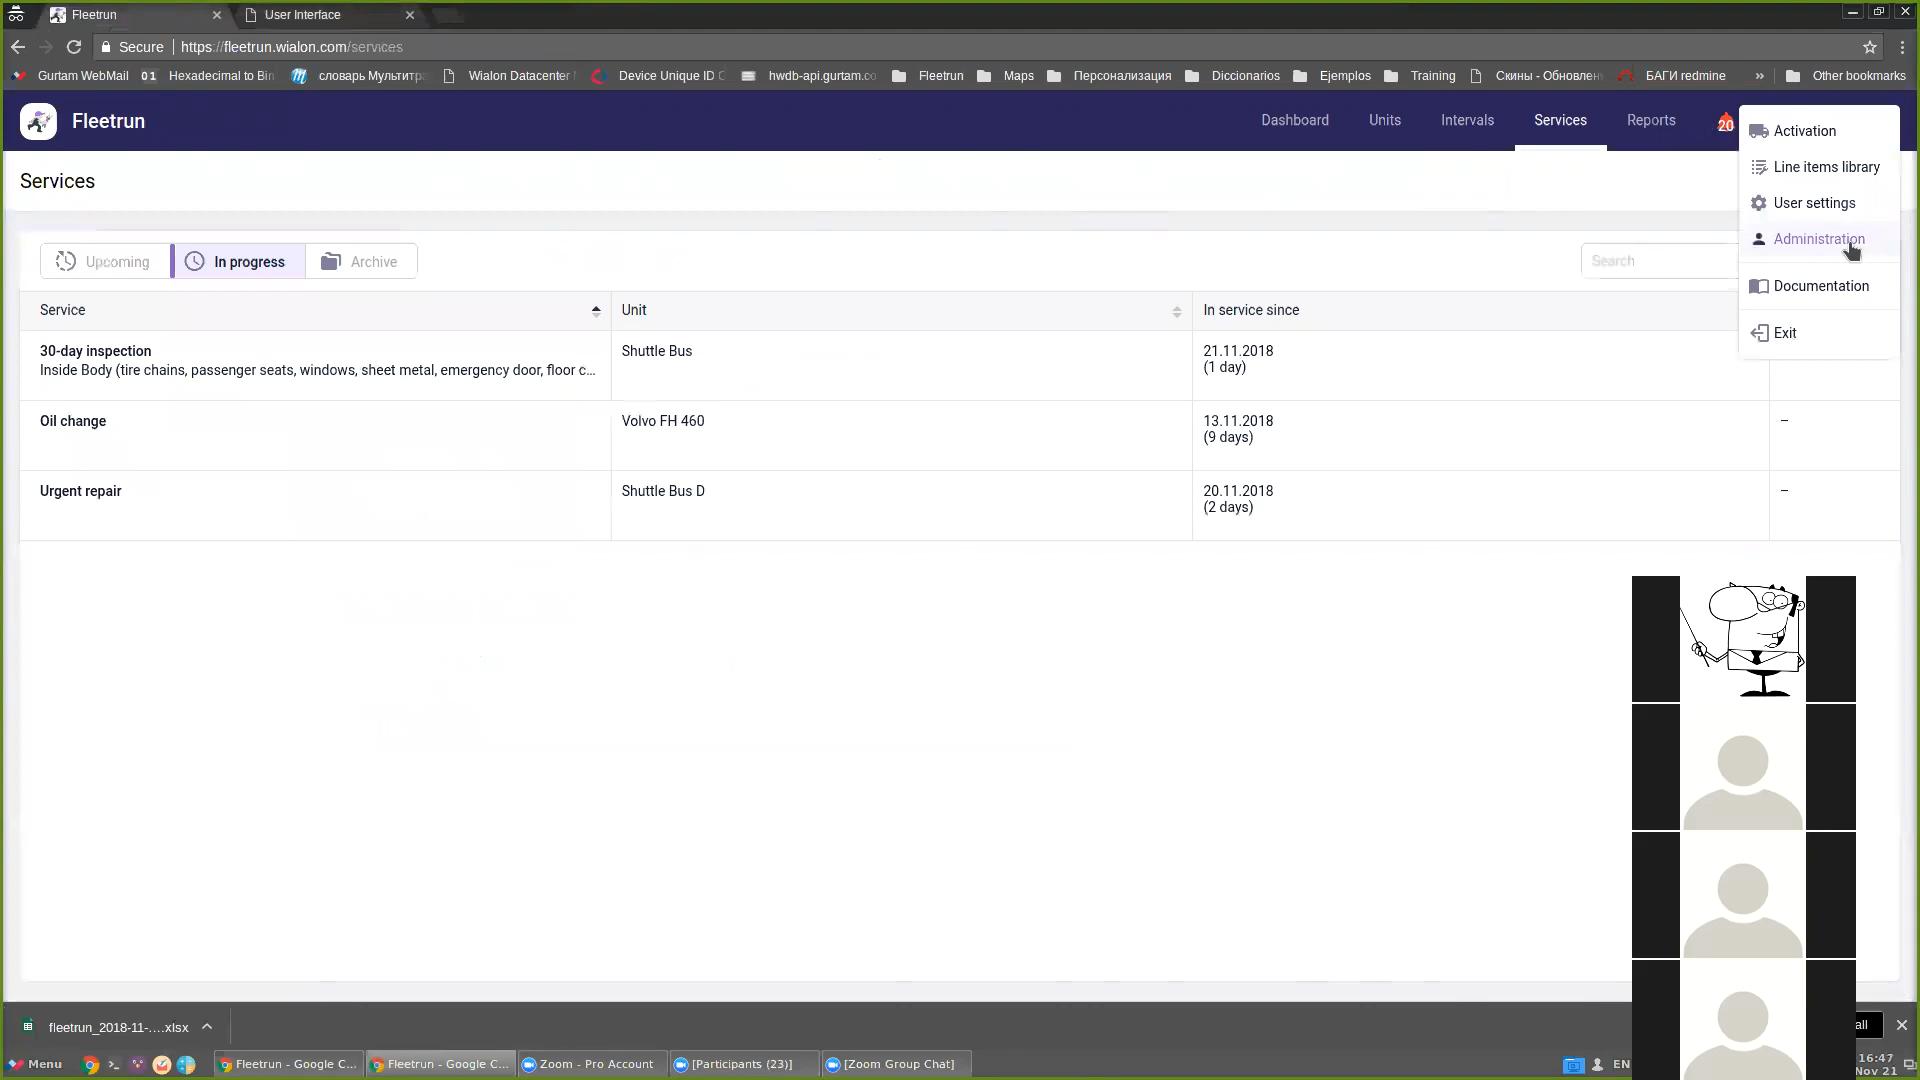 Fleetrun
User Interface
Secure
https://fleetrun.wialon.com/services
Gurtam WebMail
01 Hexadecimal to Bin
словарь Мультитра
Wialon Datacenter
Device Unique ID C
hwdb-api.gurtam.co
Fleetrun
Maps
Персонализация
Diccionarios
Ejemplos
Training
Скины - Обновлен
БАГИ redmine
»
Other bookmarks
Fleetrun
Dashboard
Units
Intervals
Services
Reports
20
Activation
Line items library
User settings
Administration
Documentation
Exit
Services
Upcoming
In progress
Archive
Search
Service
Unit
In service since
30-day inspection
Inside Body (tire chains, passenger seats, windows, sheet metal, emergency door, floor c...
Shuttle Bus
21.11.2018
(1 day)
Oil change
Volvo FH 460
13.11.2018
(9 days)
–
Urgent repair
Shuttle Bus D
20.11.2018
(2 days)
–
fleetrun_2018-11-....xlsx
all
Menu
Fleetrun - Google C...
Fleetrun - Google C...
Zoom - Pro Account
[Participants (23)]
[Zoom Group Chat]
EN
16:47
Nov 21